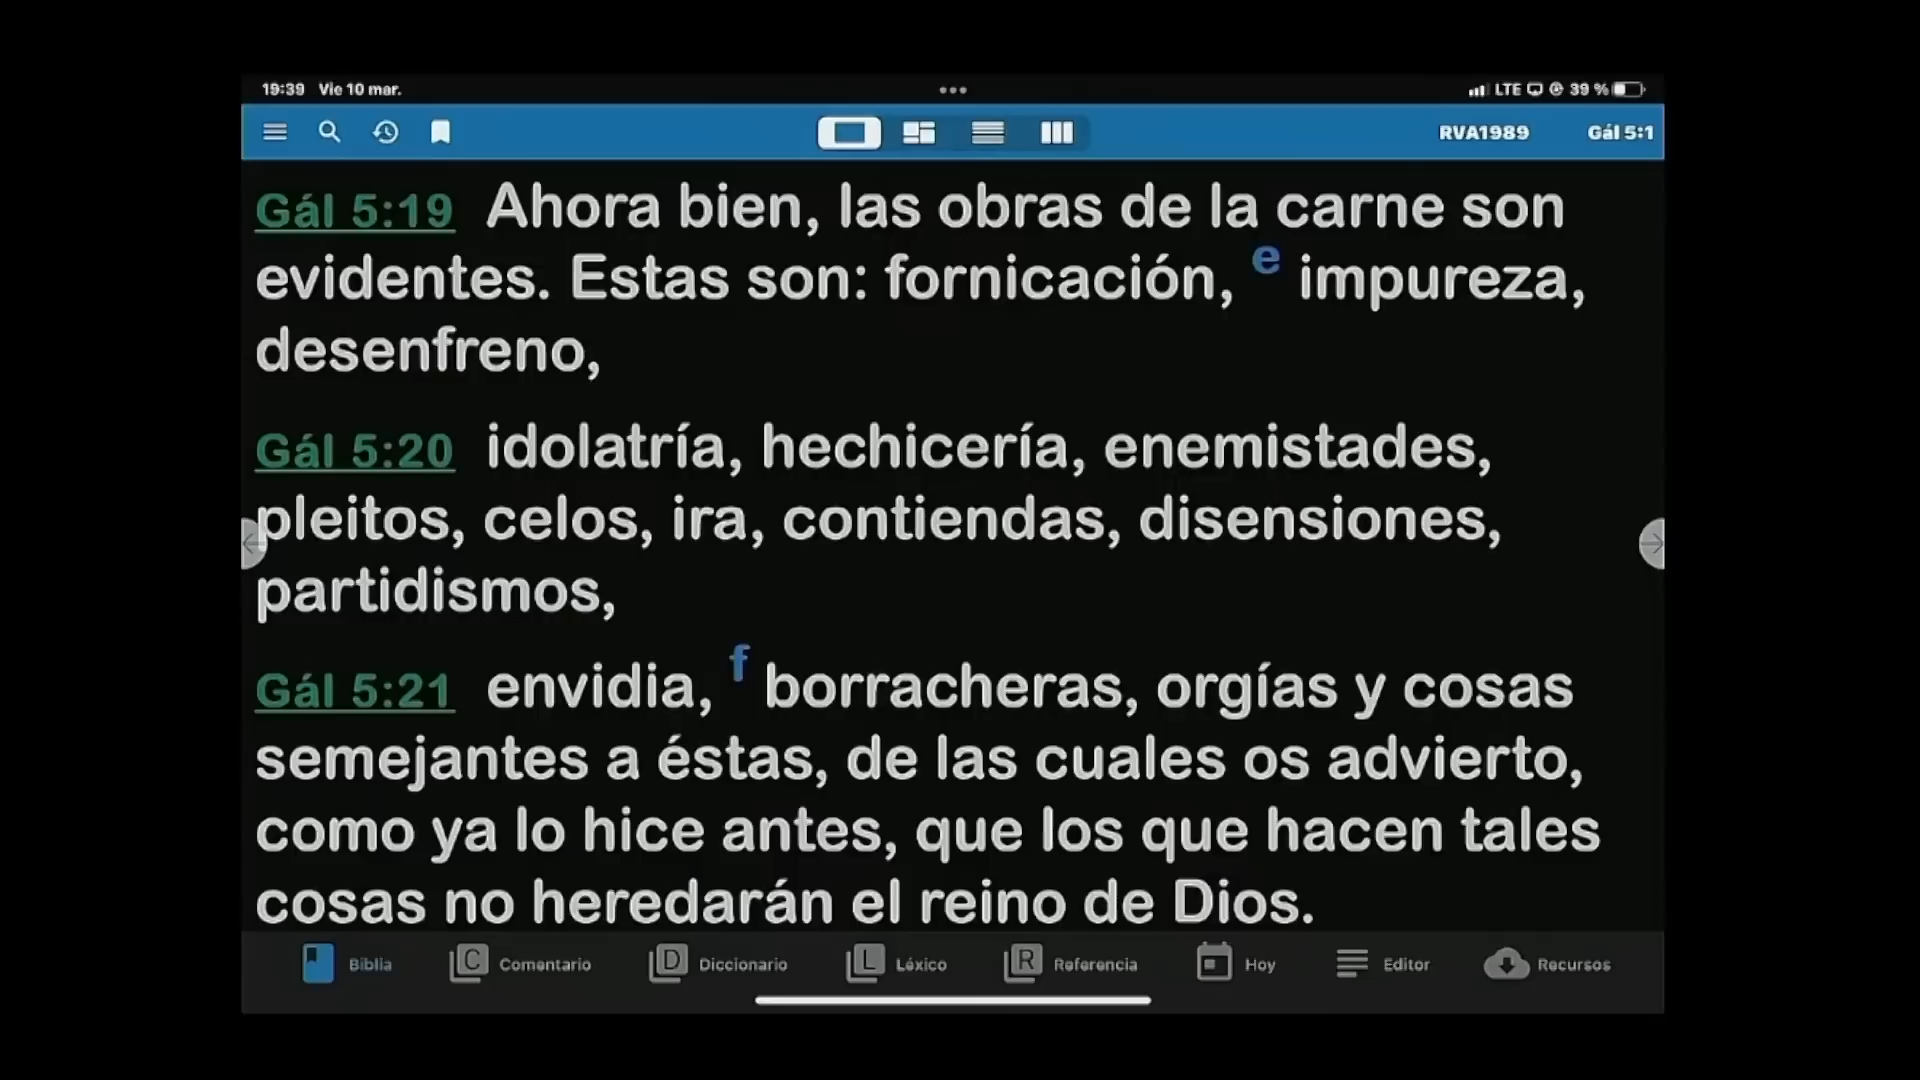 19:39 Vie 10 mar.
LTE 39 %
RVA1989 Gál 5:1
Gál 5:19 Ahora bien, las obras de la carne son
evidentes. Estas son: fornicación, e impureza,
desenfreno,
Gál 5:20 idolatría, hechicería, enemistades,
pleitos, celos, ira, contiendas, disensiones,
partidismos,
Gál 5:21 envidia, f borracheras, orgías y cosas
semejantes a éstas, de las cuales os advierto,
como ya lo hice antes, que los que hacen tales
cosas no heredarán el reino de Dios.
Biblia C Comentario D Diccionario L Léxico R Referencia Hoy Editor Recursos